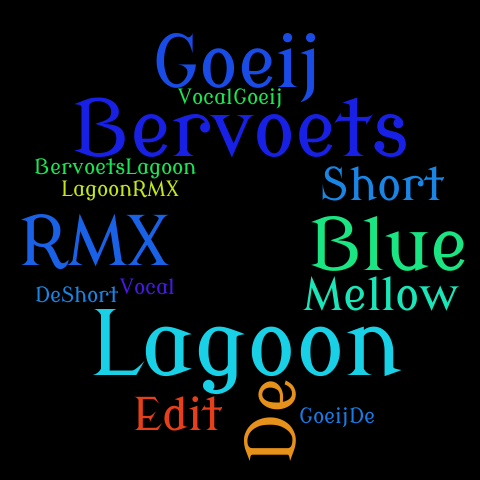 Goeij
VocalGoeij
Bervoets
BervoetsLagoon
LagoonRMX
Short
RMX
Blue
DeShort
Vocal
Mellow
Lagoon
De
Edit
GoeijDe